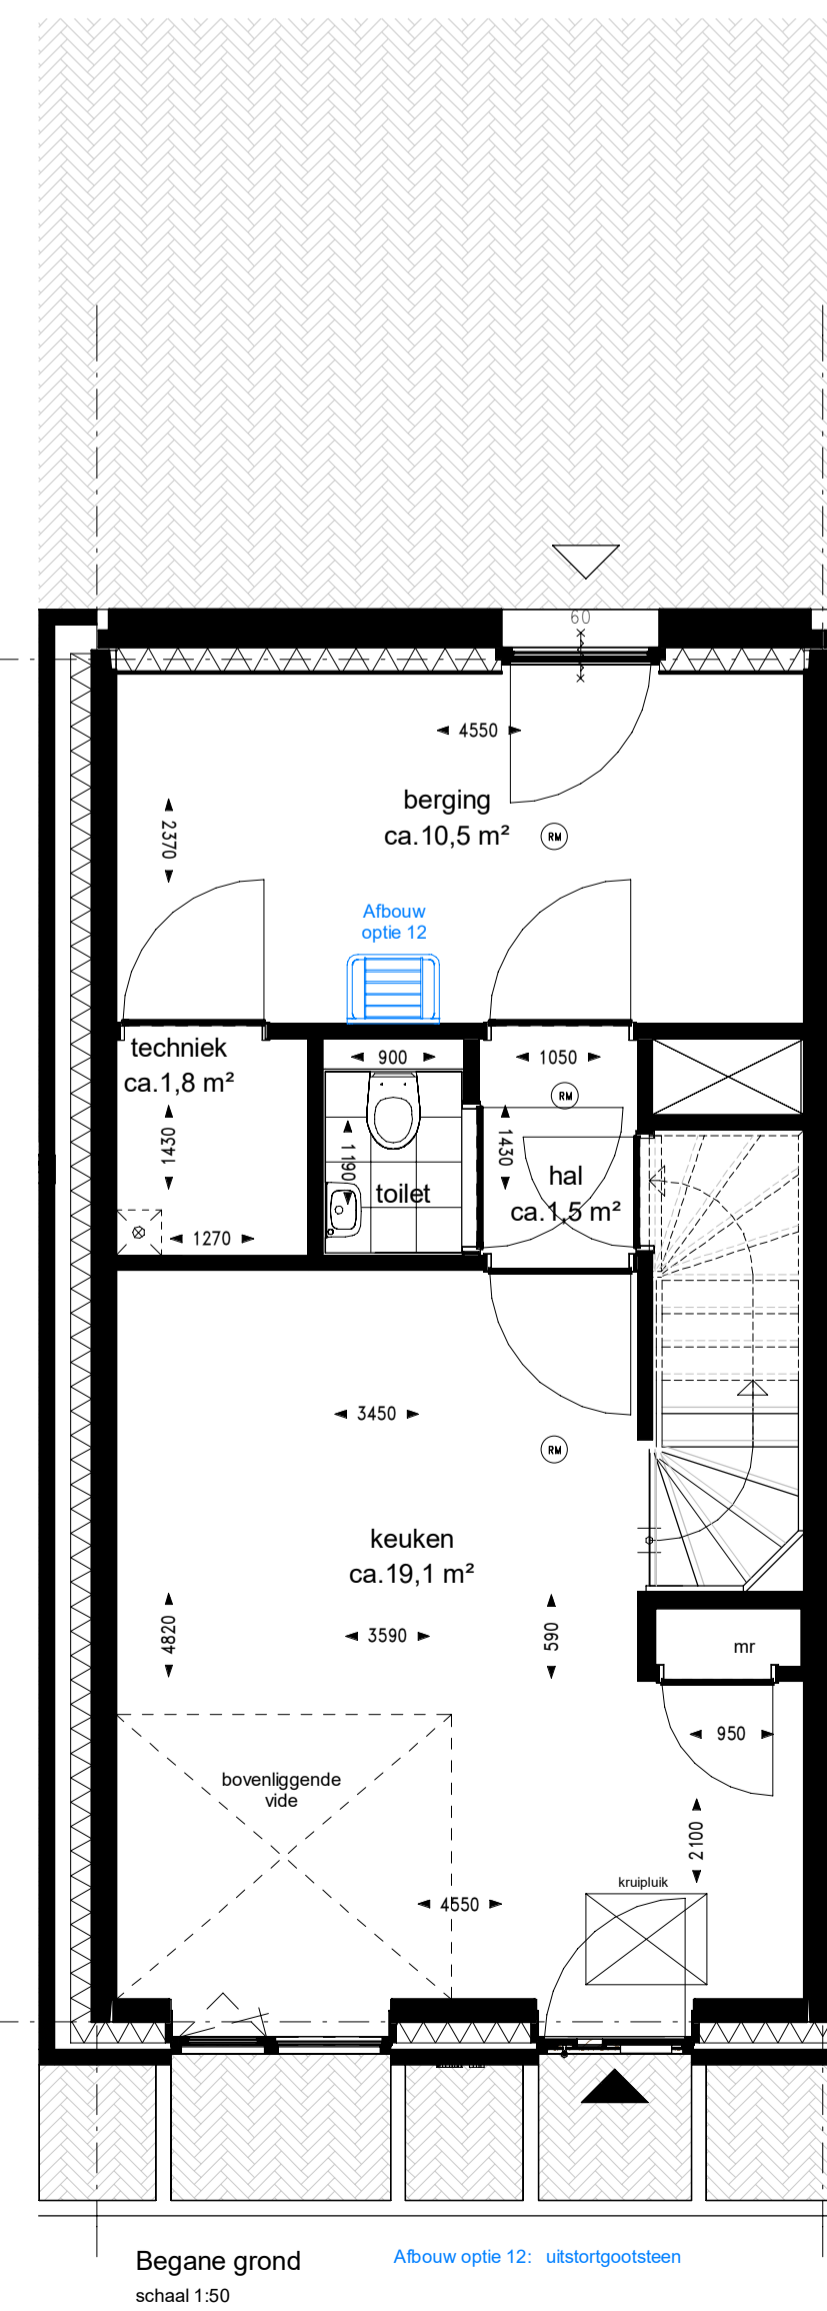 60
4550
berging
ca.10,5 m²
RM
2370
Afbouw
optie 12
techniek
ca.1,8 m²
900
1050
RM
1430
1190
1430
hal
ca.1,5 m²
toilet
1270
3450
RM
keuken
ca.19,1 m²
4820
3590
590
mr
950
bovenliggende
vide
2100
kruipluik
4550
Begane grond
schaal 1:50
Afbouw optie 12: uitstortgootsteen